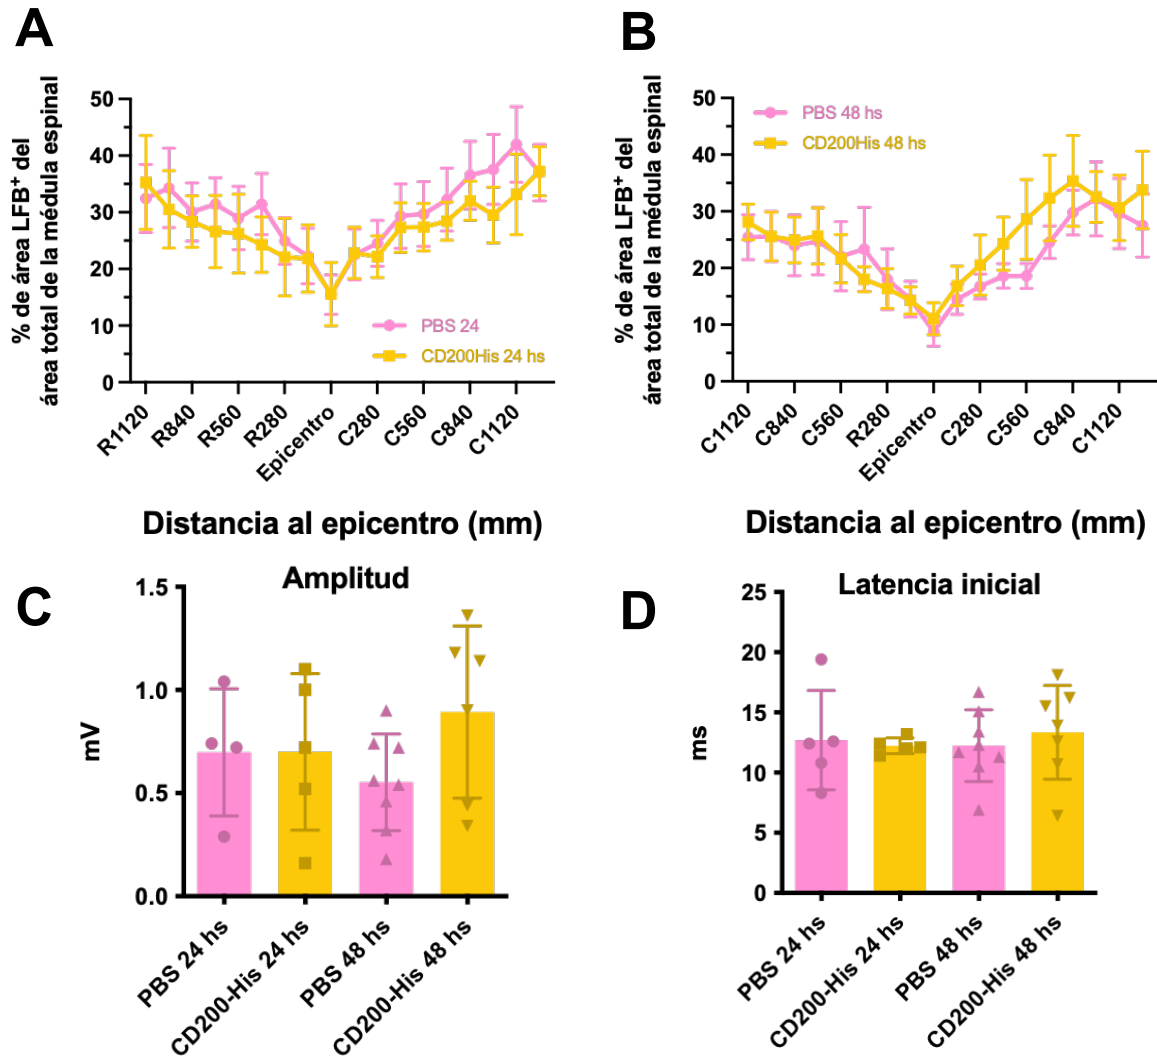 A
% de área LFB⁺ del
área total de la médula espinal
50
40
30
20
10
0
PBS 24
CD200His 24 hs
R1120
R840
R560
R280
Epicentro
C280
C560
C840
C1120
Distancia al epicentro (mm)
B
% de área LFB⁺ del
área total de la médula espinal
50
40
30
20
10
0
PBS 48 hs
CD200His 48 hs
C1120
C840
C560
R280
Epicentro
C280
C560
C840
C1120
Distancia al epicentro (mm)
C
Amplitud
mV
1.5
1.0
0.5
0.0
PBS 24 hs
CD200-His 24 hs
PBS 48 hs
CD200-His 48 hs
D
Latencia inicial
ms
25
20
15
10
5
0
PBS 24 hs
CD200-His 24 hs
PBS 48 hs
CD200-His 48 hs